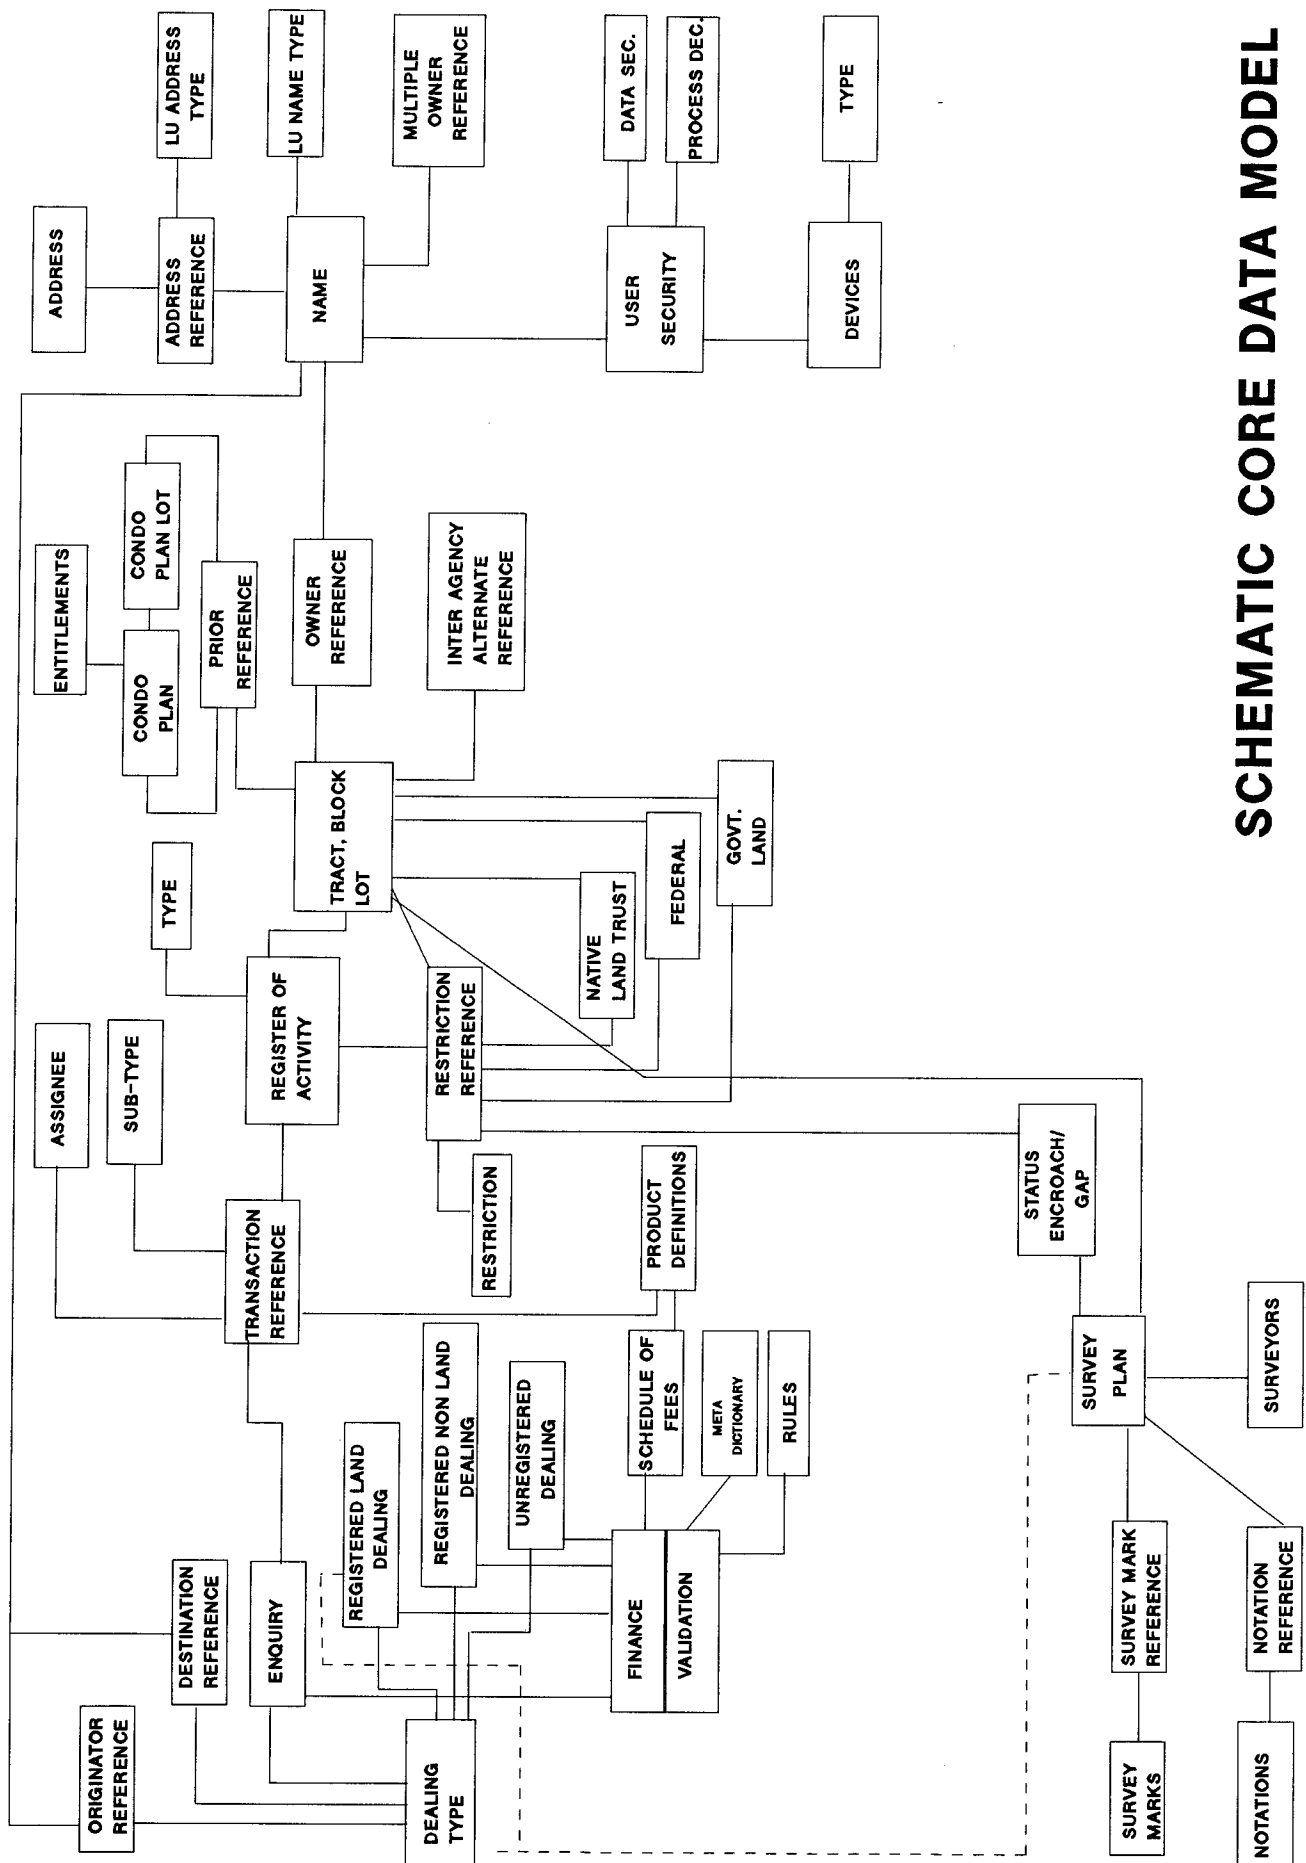 SCHEMATIC CORE DATA MODEL
ORIGINATOR
REFERENCE
ASSIGNEE
ENTITLEMENTS
ADDRESS
SUB-TYPE
CONDO
PLAN
CONDO
PLAN LOT
DESTINATION
REFERENCE
TYPE
PRIOR
REFERENCE
ADDRESS
REFERENCE
LU ADDRESS
TYPE
ENQUIRY
TRANSACTION
REFERENCE
REGISTER OF
ACTIVITY
TRACT, BLOCK
LOT
OWNER
REFERENCE
NAME
LU NAME TYPE
REGISTERED LAND
DEALING
DEALING
TYPE
REGISTERED NON LAND
DEALING
RESTRICTION
REFERENCE
INTER AGENCY
ALTERNATE
REFERENCE
MULTIPLE
OWNER
REFERENCE
RESTRICTION
UNREGISTERED
DEALING
NATIVE
LAND TRUST
FINANCE
VALIDATION
SCHEDULE OF
FEES
PRODUCT
DEFINITIONS
FEDERAL
USER
SECURITY
DATA SEC.
PROCESS DEC.
META
DICTIONARY
GOVT.
LAND
RULES
DEVICES
TYPE
STATUS
ENCROACH/
GAP
SURVEY
PLAN
SURVEY MARK
REFERENCE
SURVEY
MARKS
SURVEYORS
NOTATION
REFERENCE
NOTATIONS